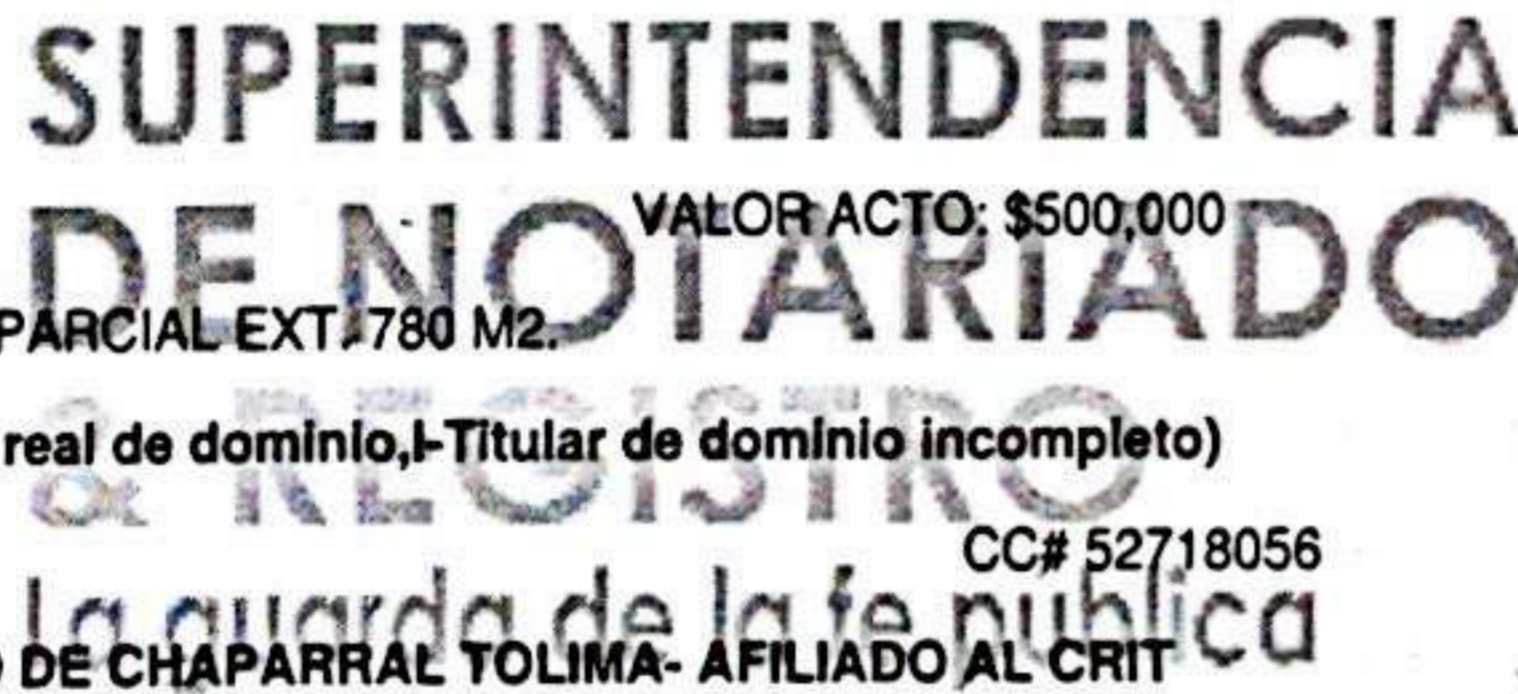 SUPERINTENDENCIA
VALOR ACTO: $500,000
DE NOTARIADO
PARCIAL EXT. 780 M2.
& REGISTRO
real de dominio,I-Titular de dominio incompleto)
CC# 52718056
La guarda de la fe publica
DE CHAPARRAL TOLIMA- AFILIADO AL CRIT